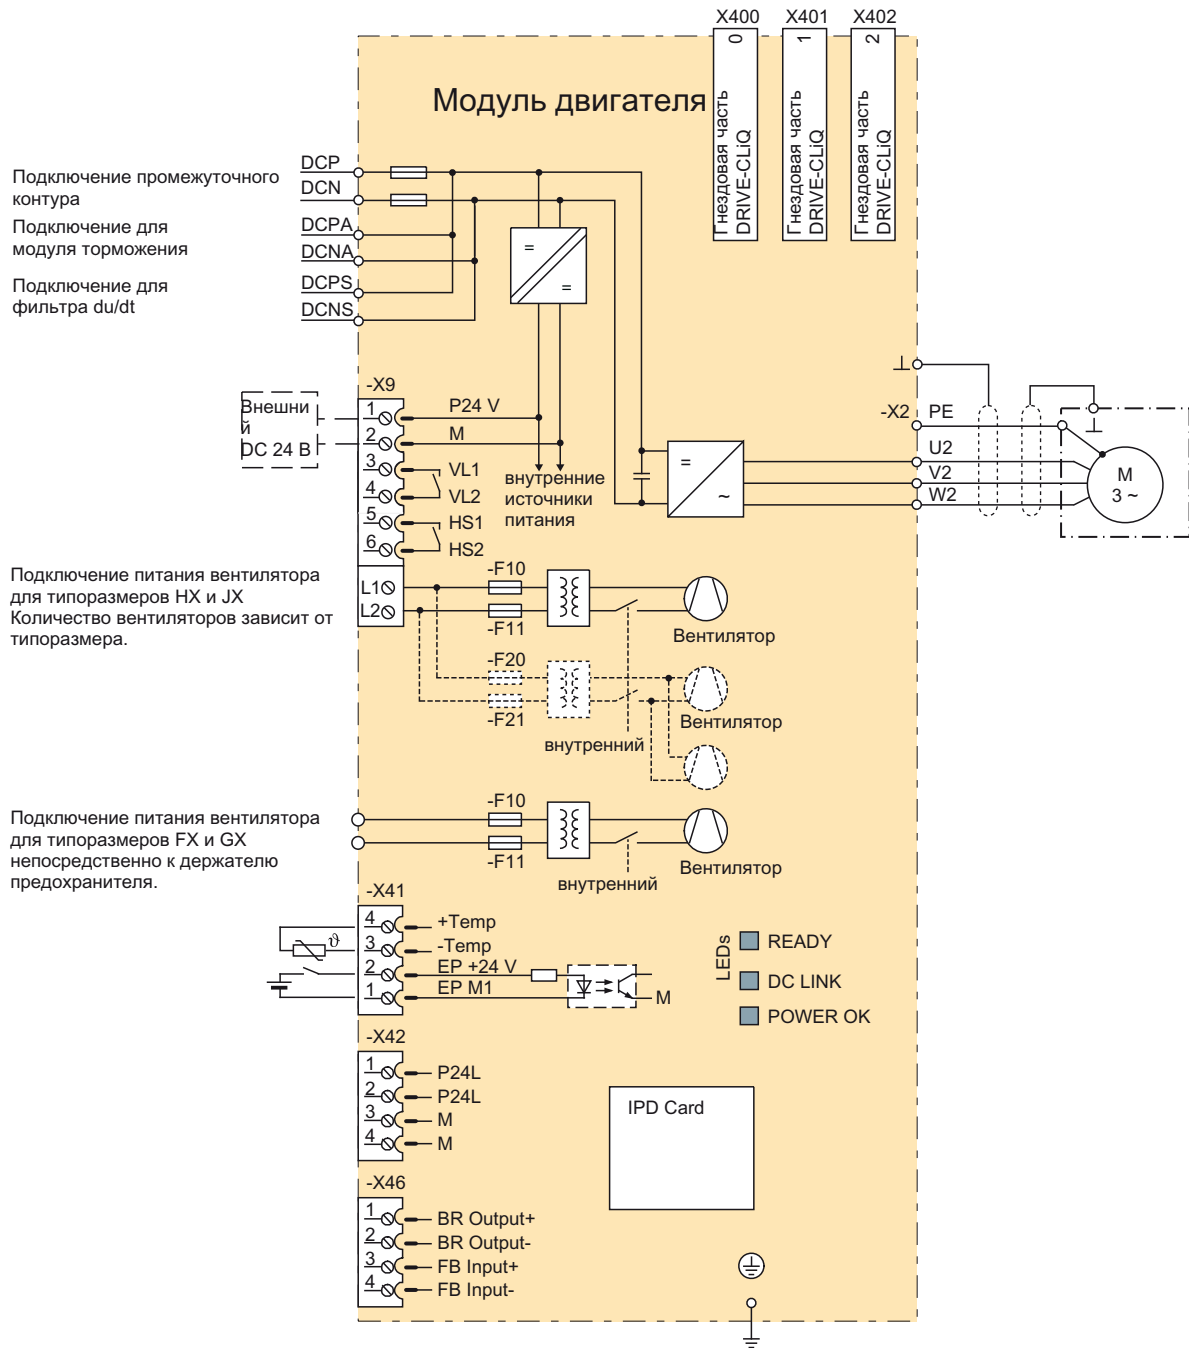 X400
X401
X402
0
1
2
Гнездовая часть
DRIVE-CLiQ
Гнездовая часть
DRIVE-CLiQ
Гнездовая часть
DRIVE-CLiQ
Модуль двигателя
Подключение промежуточного
контура
DCP
DCN
Подключение для
модуля торможения
DCPA
DCNA
Подключение для
фильтра du/dt
DCPS
DCNS
=
=
-X9
Внешни
й
DC 24 В
1
P24 V
2
M
3
VL1
4
VL2
5
HS1
6
HS2
внутренние
источники
питания
=
~
-X2
PE
U2
V2
W2
M
3 ~
Подключение питания вентилятора
для типоразмеров HX и JX
Количество вентиляторов зависит от
типоразмера.
L1
L2
-F10
-F11
Вентилятор
-F20
-F21
Вентилятор
внутренний
Подключение питания вентилятора
для типоразмеров FX и GX
непосредственно к держателю
предохранителя.
-F10
-F11
Вентилятор
внутренний
-X41
4
+Temp
3
-Temp
2
EP +24 V
1
EP M1
ϑ
M
LEDs
READY
DC LINK
POWER OK
-X42
1
P24L
2
P24L
3
M
4
M
IPD Card
-X46
1
BR Output+
2
BR Output-
3
FB Input+
4
FB Input-